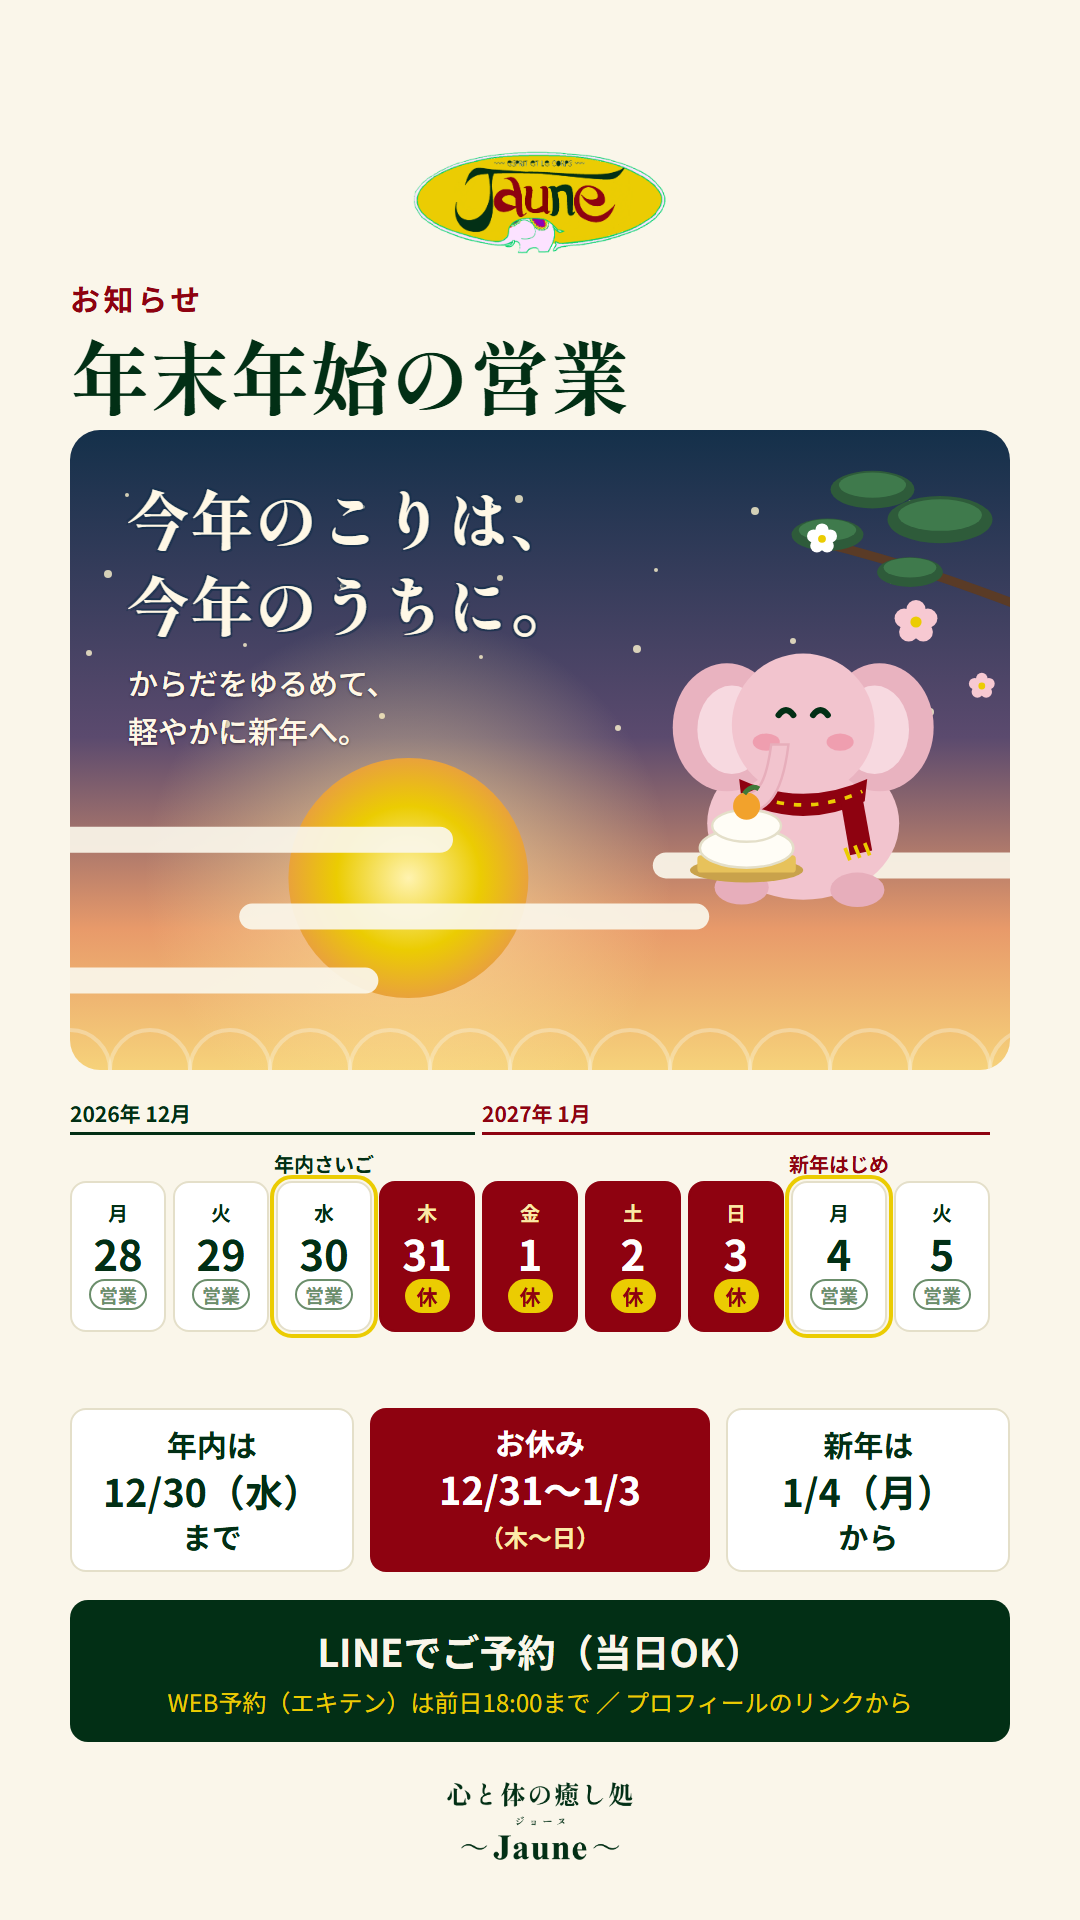 ESPRIT ET LE CORPS
Jaune
お知らせ
年末年始の営業
今年のこりは、
今年のうちに。
からだをゆるめて、
軽やかに新年へ。
2026年 12月
2027年 1月
年内さいご
新年はじめ
月 火 水 木 金 土 日 月 火
28 29 30 31 1 2 3 4 5
営業 営業 営業 休 休 休 休 営業 営業
年内は
12/30（水）
まで
お休み
12/31〜1/3
（木〜日）
新年は
1/4（月）
から
LINEでご予約（当日OK）
WEB予約（エキテン）は前日18:00まで ／ プロフィールのリンクから
心と体の癒し処
ジョーヌ
〜Jaune〜